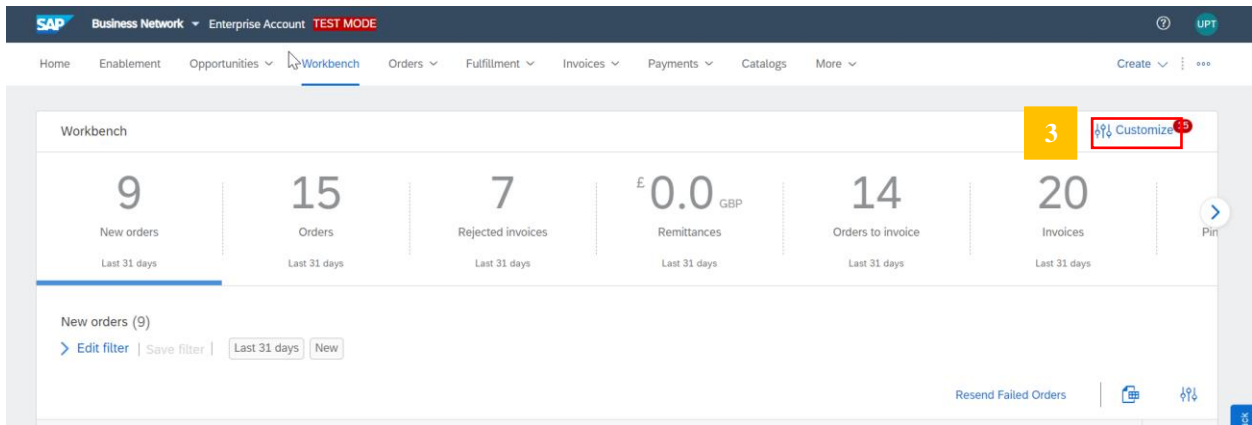 SAP Business Network Enterprise Account TEST MODE UPT
Home Enablement Opportunities Workbench Orders Fulfillment Invoices Payments Catalogs More Create
Workbench 3 Customize
9 15 7 £ 0.0 GBP 14 20
New orders Orders Rejected invoices Remittances Orders to invoice Invoices Pin
Last 31 days Last 31 days Last 31 days Last 31 days Last 31 days Last 31 days
New orders (9)
Edit filter | Save filter | Last 31 days New
Resend Failed Orders